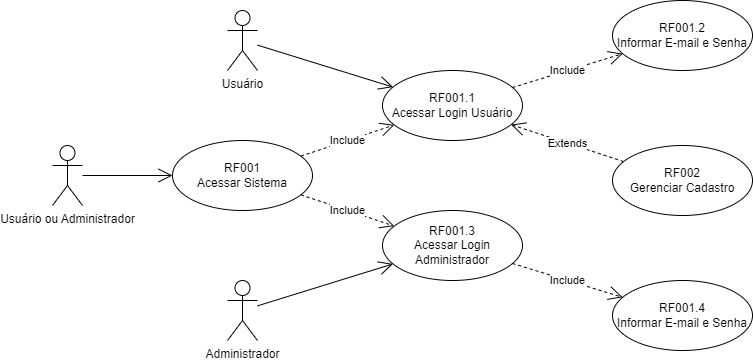 RF001.2
Informar E-mail e Senha
Usuário
Include
RF001.1
Acessar Login Usuário
Include
Extends
RF001
Acessar Sistema
RF002
Gerenciar Cadastro
Usuário ou Administrador
Include
RF001.3
Acessar Login
Administrador
Include
RF001.4
Informar E-mail e Senha
Administrador